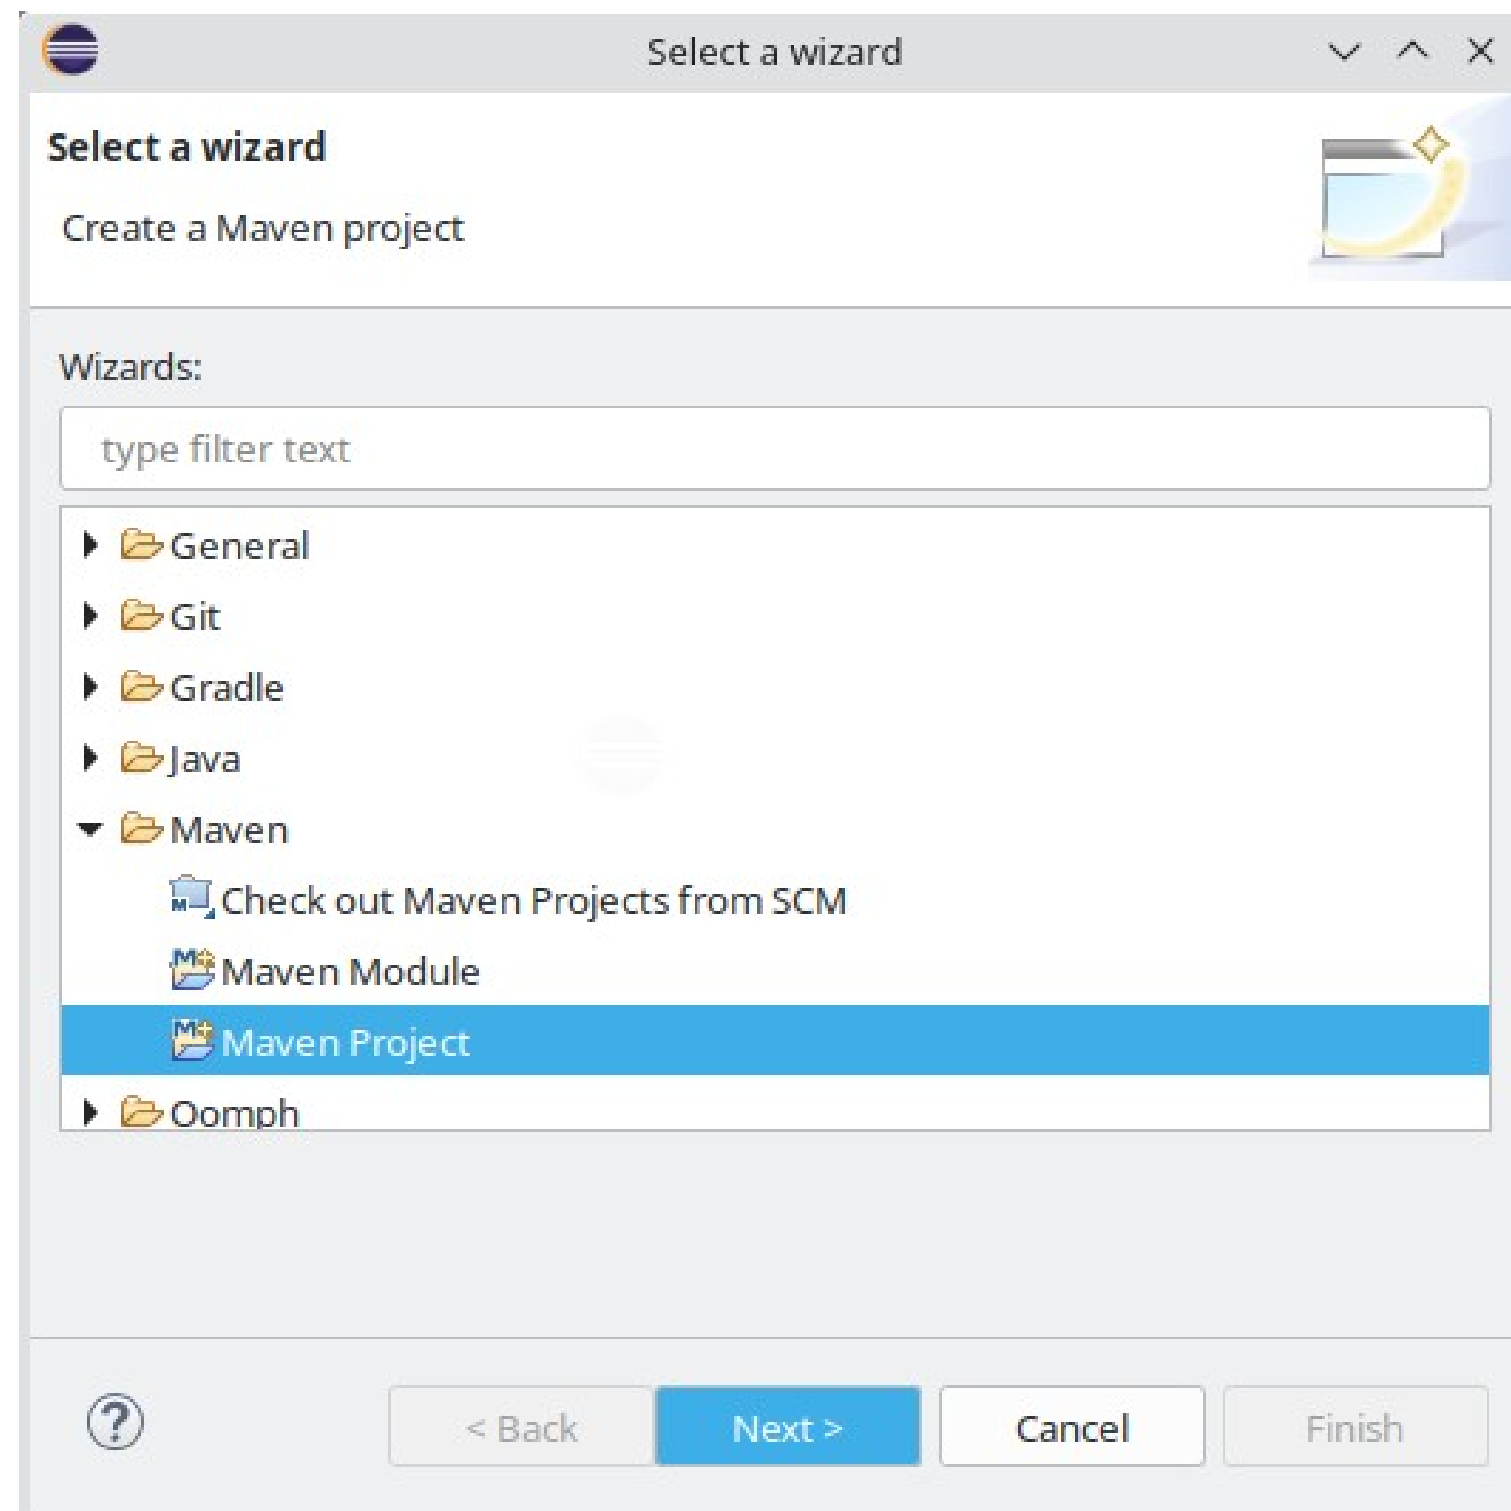 Select a wizard
Select a wizard
Create a Maven project
Wizards:
type filter text
General
Git
Gradle
Java
Maven
Check out Maven Projects from SCM
Maven Module
Maven Project
Oomph
? < Back Next > Cancel Finish